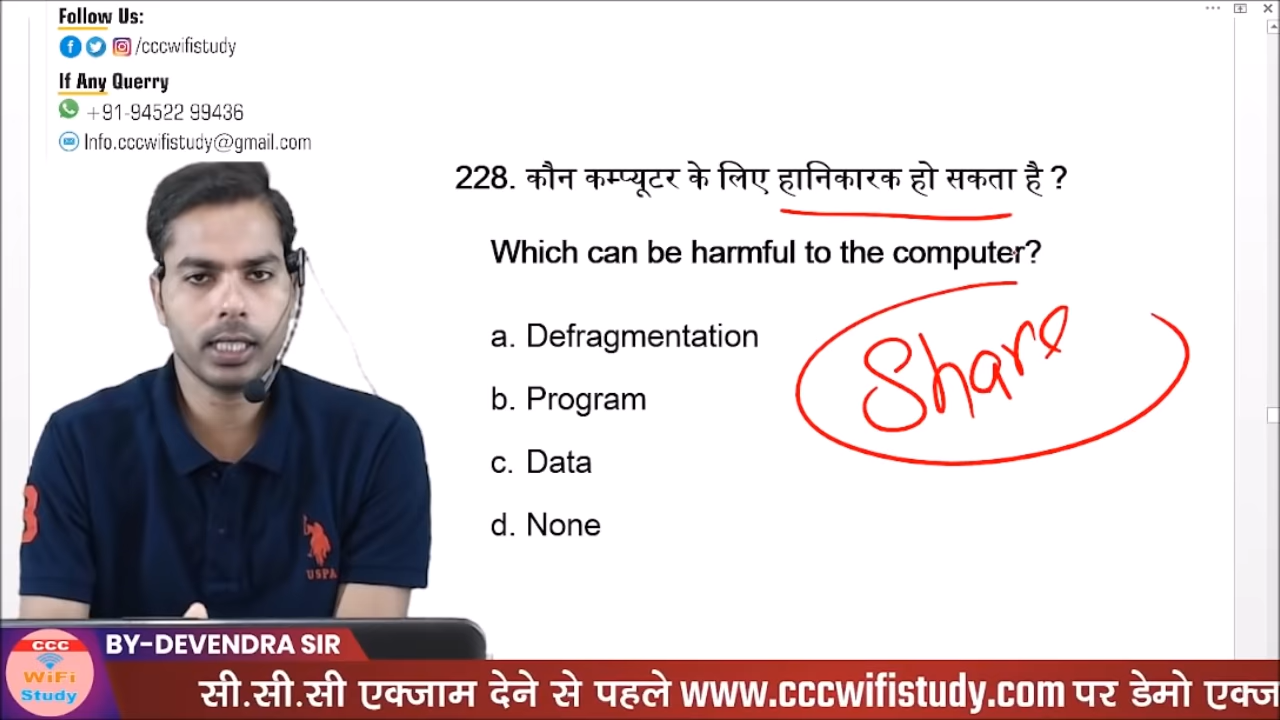 Follow Us:
/cccwifistudy
If Any Querry
+91-94522 99436
Info.cccwifistudy@gmail.com
228. कौन कम्प्यूटर के लिए हानिकारक हो सकता है ?
Which can be harmful to the computer?
a. Defragmentation
b. Program
c. Data
d. None
Share
3
USPA
CCC
WiFi
Study
BY-DEVENDRA SIR
सी.सी.सी एक्जाम देने से पहले www.cccwifistudy.com पर डेमो एक्ज